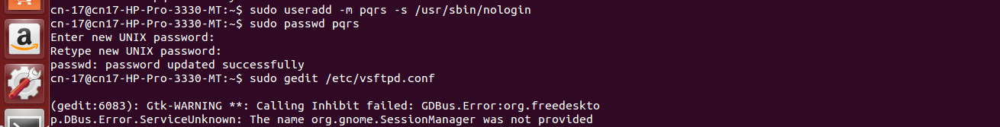 cn-17@cn17-HP-Pro-3330-MT:~$ sudo useradd -m pqrs -s /usr/sbin/nologin
cn-17@cn17-HP-Pro-3330-MT:~$ sudo passwd pqrs
Enter new UNIX password:
Retype new UNIX password:
passwd: password updated successfully
cn-17@cn17-HP-Pro-3330-MT:~$ sudo gedit /etc/vsftpd.conf
(gedit:6083): Gtk-WARNING **: Calling Inhibit failed: GDBus.Error:org.freedeskto
p.DBus.Error.ServiceUnknown: The name org.gnome.SessionManager was not provided
a